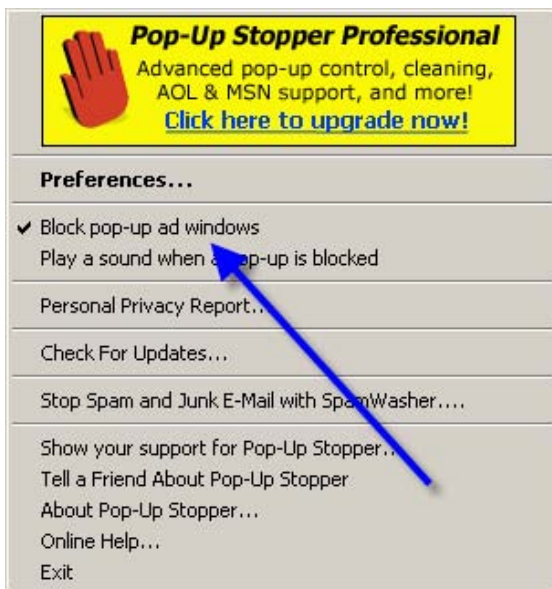 Pop-Up Stopper Professional
Advanced pop-up control, cleaning,
AOL & MSN support, and more!
Click here to upgrade now!
Preferences...
Block pop-up ad windows
Play a sound when a pop-up is blocked
Personal Privacy Report...
Check For Updates...
Stop Spam and Junk E-Mail with SpamWasher....
Show your support for Pop-Up Stopper...
Tell a Friend About Pop-Up Stopper
About Pop-Up Stopper...
Online Help...
Exit